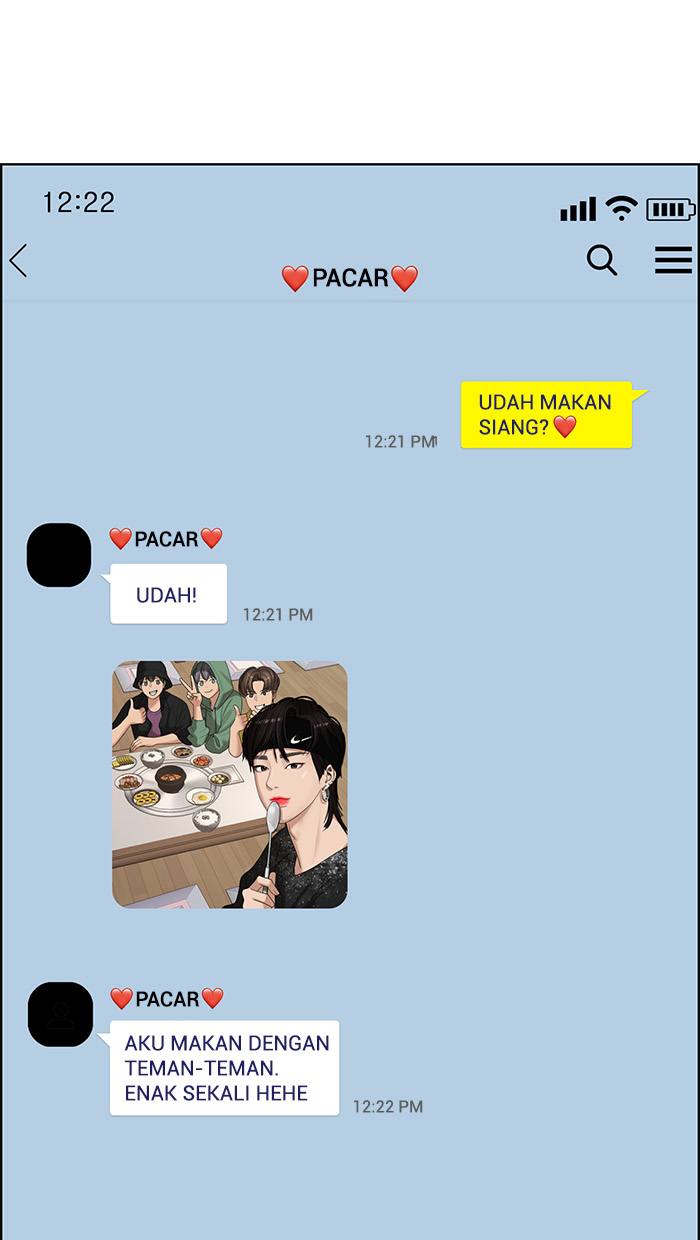 12:22
❤️PACAR❤️
UDAH MAKAN
SIANG?❤️
12:21 PM
❤️PACAR❤️
UDAH!
12:21 PM
❤️PACAR❤️
AKU MAKAN DENGAN
TEMAN-TEMAN.
ENAK SEKALI HEHE
12:22 PM